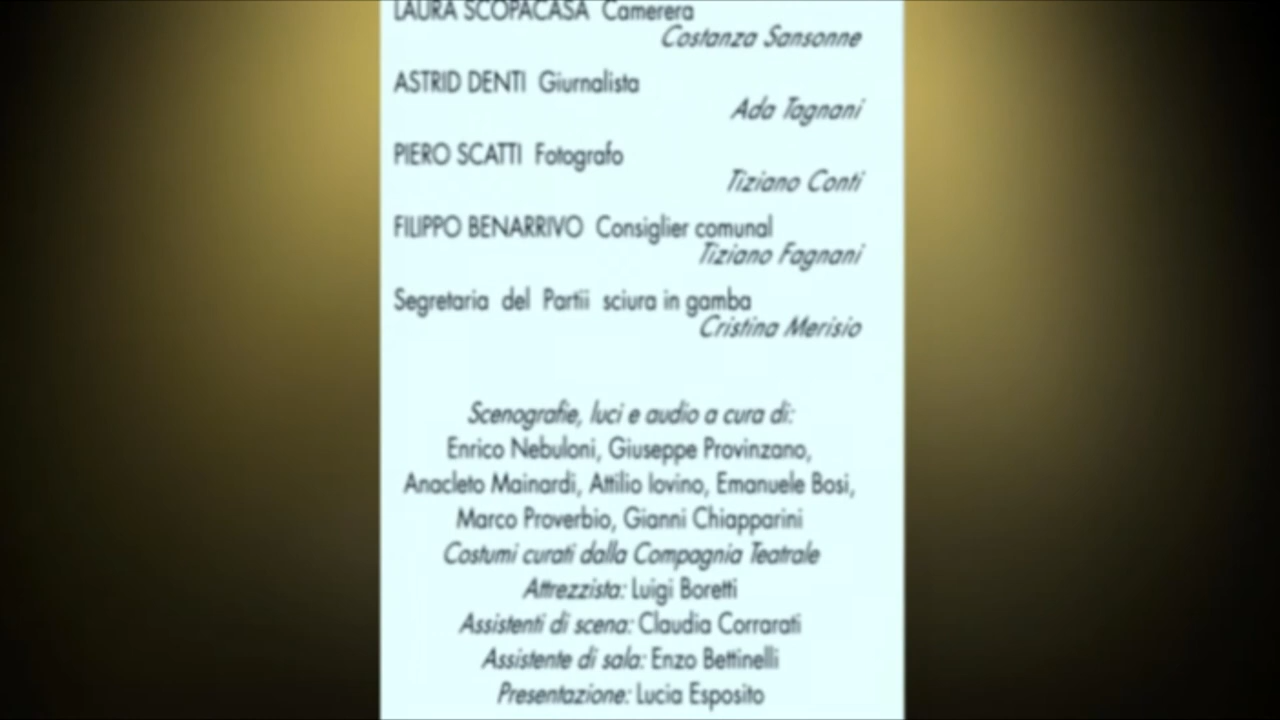 LAURA SCOPACASA Camerera
Costanza Sansonne
ASTRID DENTI Giurnalista
Ada Tagnani
PIERO SCATTI Fotografo
Tiziano Conti
FILIPPO BENARRIVO Consiglier comunal
Tiziano Fagnani
Segretaria del Partii sciura in gamba
Cristina Merisio
Scenografie, luci e audio a cura di:
Enrico Nebuloni, Giuseppe Provinzano,
Anacleto Mainardi, Attilio Iovino, Emanuele Bosi,
Marco Proverbio, Gianni Chiapparini
Costumi curati dalla Compagnia Teatrale
Attrezzista: Luigi Boretti
Assistenti di scena: Claudia Corrarati
Assistente di sala: Enzo Bettinelli
Presentazione: Lucia Esposito